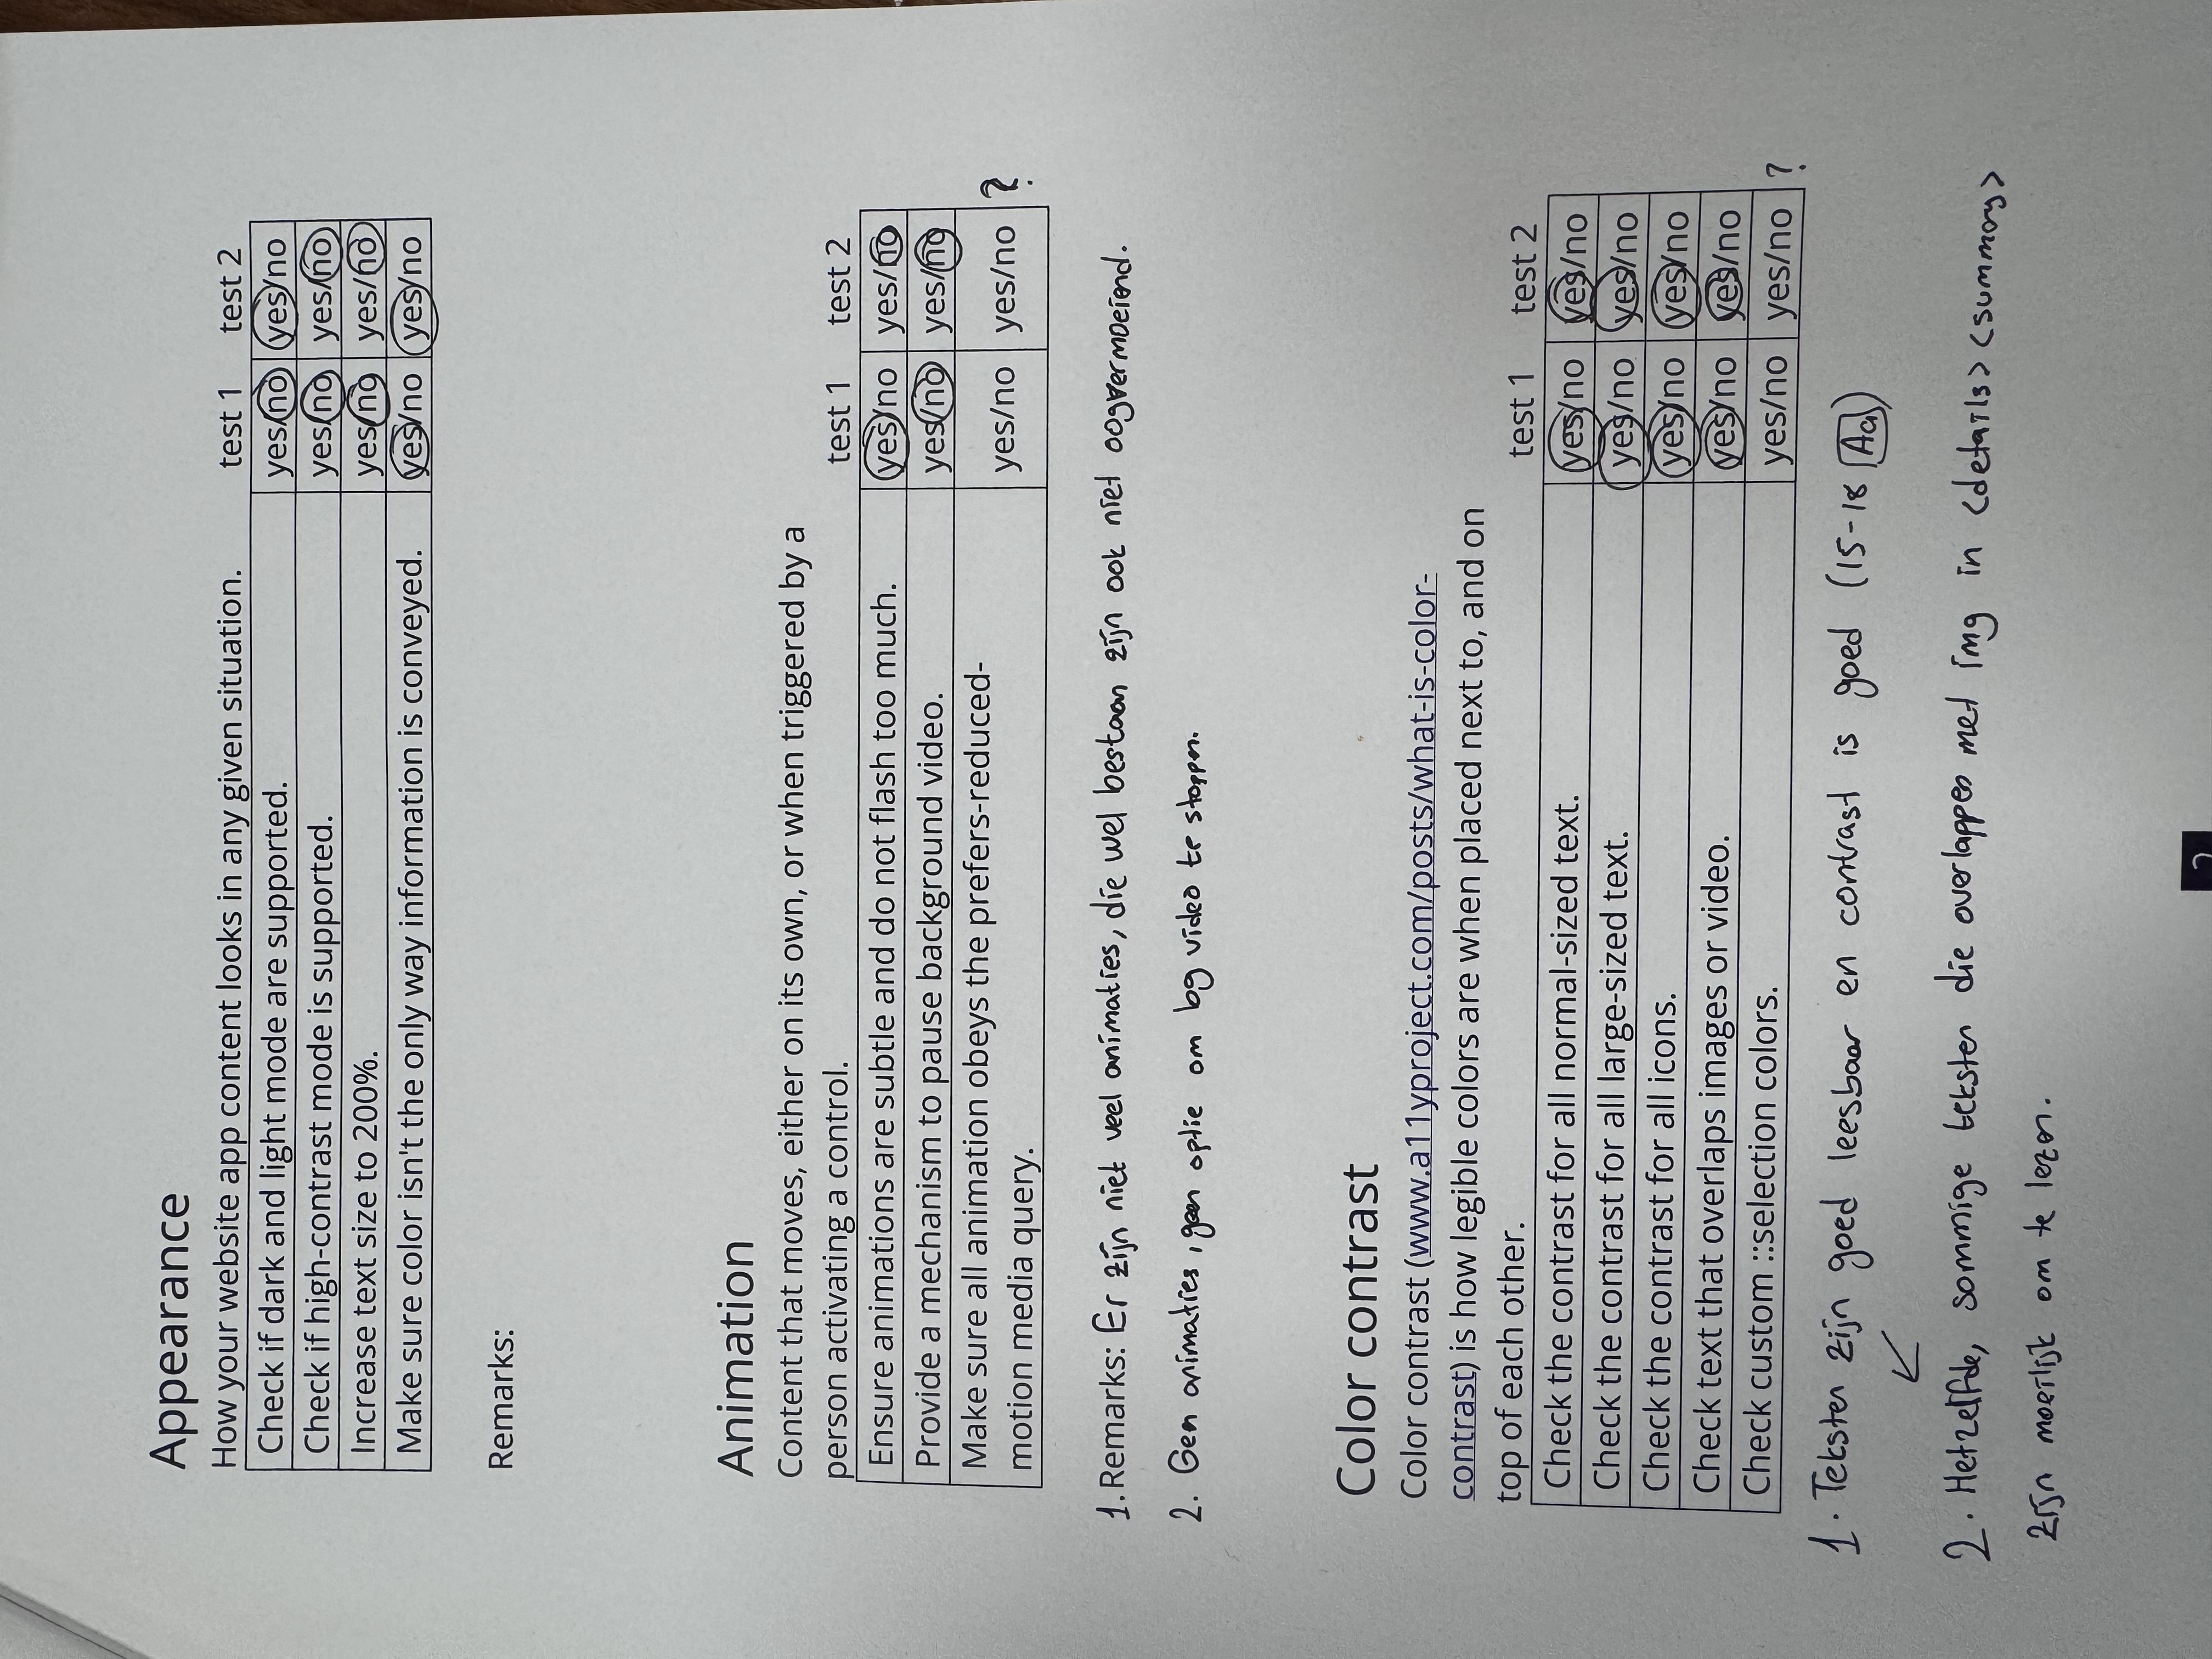 Appearance
How your website app content looks in any given situation. test 1 test 2
Check if dark and light mode are supported. yes/no yes/no
Check if high-contrast mode is supported. yes/no yes/no
Increase text size to 200%. yes/no yes/no
Make sure color isn't the only way information is conveyed. yes/no yes/no
Remarks:
Animation
Content that moves, either on its own, or when triggered by a
person activating a control. test 1 test 2
Ensure animations are subtle and do not flash too much. yes/no yes/no
Provide a mechanism to pause background video. yes/no yes/no
Make sure all animation obeys the prefers-reduced-
motion media query. yes/no yes/no ?
1. Remarks: Er zijn niet veel animaties, die wel bestaan zijn ook niet oogvermoeiend.
2. Geen animaties, geen optie om bg video te stoppen.
Color contrast
Color contrast (www.a11yproject.com/posts/what-is-color-
contrast) is how legible colors are when placed next to, and on
top of each other. test 1 test 2
Check the contrast for all normal-sized text. yes/no yes/no
Check the contrast for all large-sized text. yes/no yes/no
Check the contrast for all icons. yes/no yes/no
Check text that overlaps images or video. yes/no yes/no
Check custom ::selection colors. yes/no yes/no ?
1. Teksten zijn goed leesbaar en contrast is goed (15-18 Aa)
2. Hetzelfde, sommige teksten die overlappen met img in <details> <summary>
zijn moeilijk om te lezen.
2